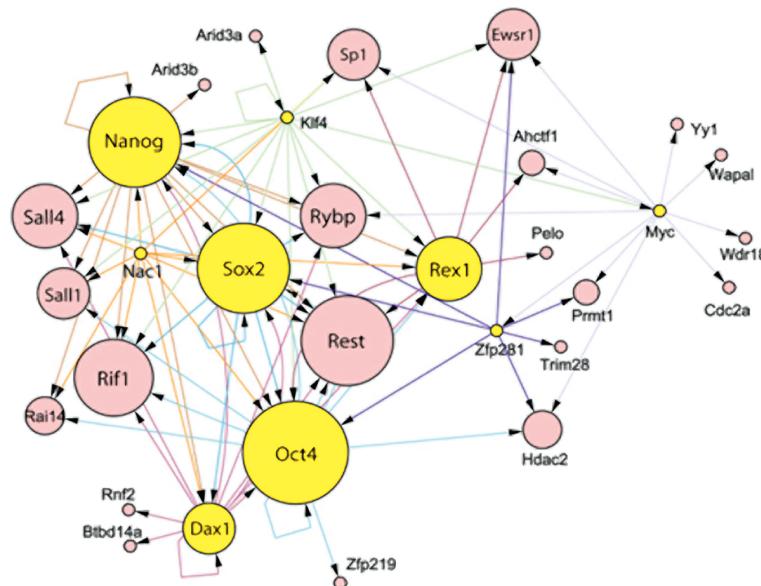 Arid3a
Sp1
Ewsr1
Arid3b
Klf4
Nanog
Ahctf1
Yy1
Wapal
Sall4
Rybp
Myc
Nac1
Sox2
Rex1
Pelo
Wdr18
Sall1
Prmt1
Cdc2a
Rest
Zfp281
Trim28
Rif1
Rai14
Oct4
Hdac2
Rnf2
Btbd14a
Dax1
Zfp219